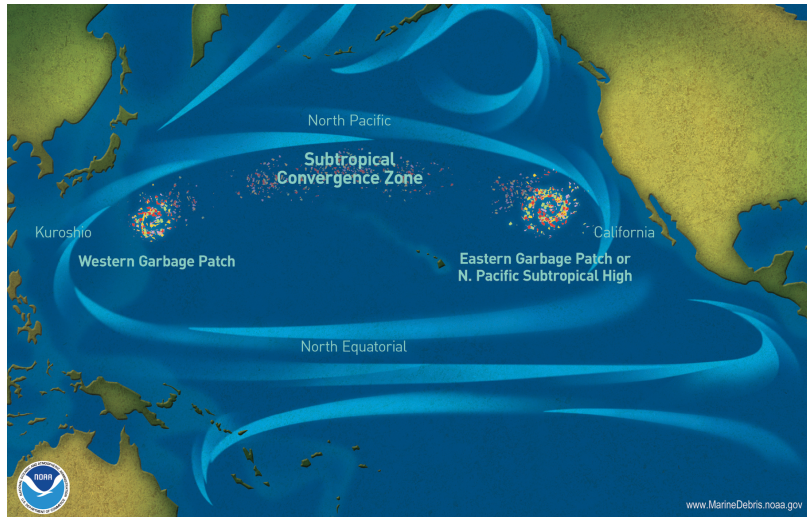 North Pacific
Subtropical
Convergence Zone
Kuroshio
California
Western Garbage Patch
Eastern Garbage Patch or
N. Pacific Subtropical High
North Equatorial
NOAA
www.MarineDebris.noaa.gov